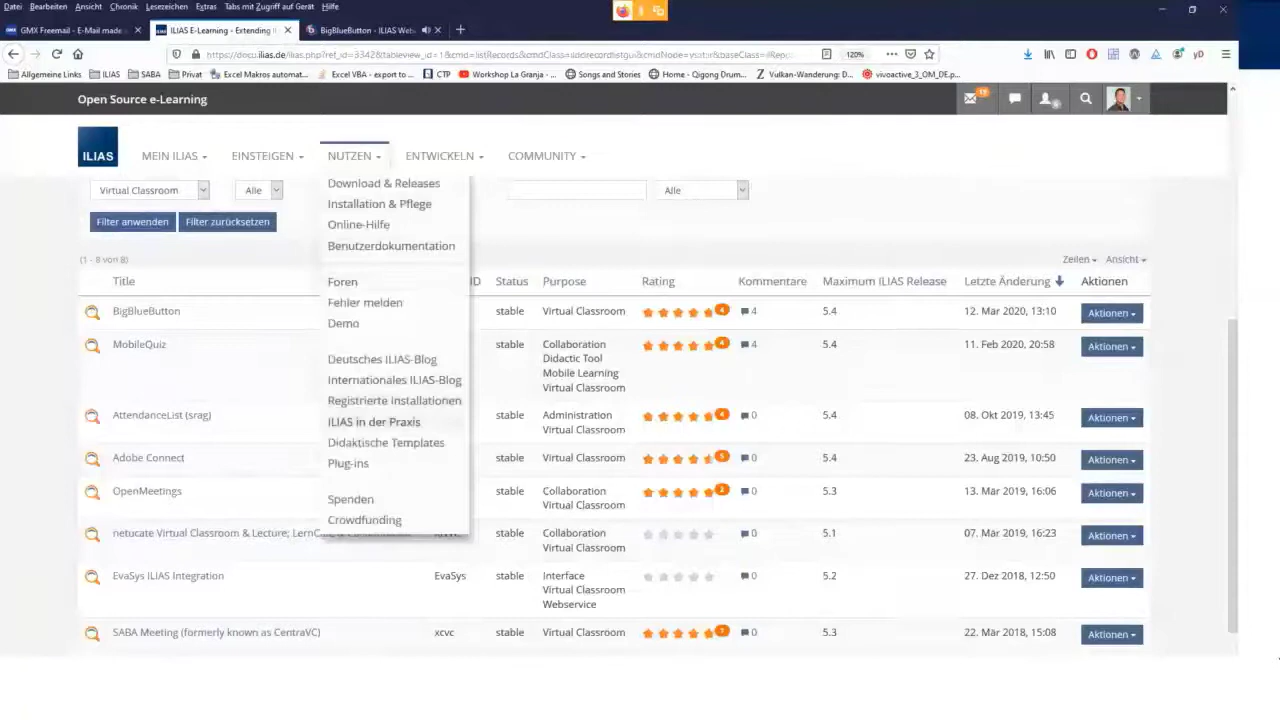 Datei Bearbeiten Ansicht Chronik Lesezeichen Extras Tabs mit Zugriff auf Gerät Hilfe
GMX Freemail - E-Mail made
ILIAS E-Learning - Extending I
BigBlueButton - ILIAS Web
120%
Allgemeine Links ILIAS SABA Privat Excel Makros automat... Excel VBA - export to ... CTP Workshop La Granja - ... Songs and Stories Home - Qigong Drum... Vulkan-Wanderung: D... vivoactive_3_OM_DE.p...
Open Source e-Learning
19
ILIAS
MEIN ILIAS EINSTEIGEN NUTZEN ENTWICKELN COMMUNITY
Virtual Classroom Alle Alle
Filter anwenden Filter zurücksetzen
Download & Releases
Installation & Pflege
Online-Hilfe
Benutzerdokumentation
Foren
Fehler melden
Demo
Deutsches ILIAS-Blog
Internationales ILIAS-Blog
Registrierte Installationen
ILIAS in der Praxis
Didaktische Templates
Plug-ins
Spenden
Crowdfunding
(1 - 8 von 8) Zeilen Ansicht
Title ID Status Purpose Rating Kommentare Maximum ILIAS Release Letzte Änderung Aktionen
BigBlueButton stable Virtual Classroom 4 4 5.4 12. Mär 2020, 13:10 Aktionen
MobileQuiz stable Collaboration 4 4 5.4 11. Feb 2020, 20:58 Aktionen
Didactic Tool
Mobile Learning
Virtual Classroom
AttendanceList (srag) stable Administration 4 0 5.4 08. Okt 2019, 13:45 Aktionen
Virtual Classroom
Adobe Connect stable Virtual Classroom 5 0 5.4 23. Aug 2019, 10:50 Aktionen
OpenMeetings stable Collaboration 2 0 5.3 13. Mär 2019, 16:06 Aktionen
Virtual Classroom
netucate Virtual Classroom & Lecture; stable Collaboration 0 5.1 07. Mär 2019, 16:23 Aktionen
Virtual Classroom
EvaSys ILIAS Integration EvaSys stable Interface 0 5.2 27. Dez 2018, 12:50 Aktionen
Virtual Classroom
Webservice
SABA Meeting (formerly known as CentraVC) xcvc stable Virtual Classroom 7 0 5.3 22. Mär 2018, 15:08 Aktionen